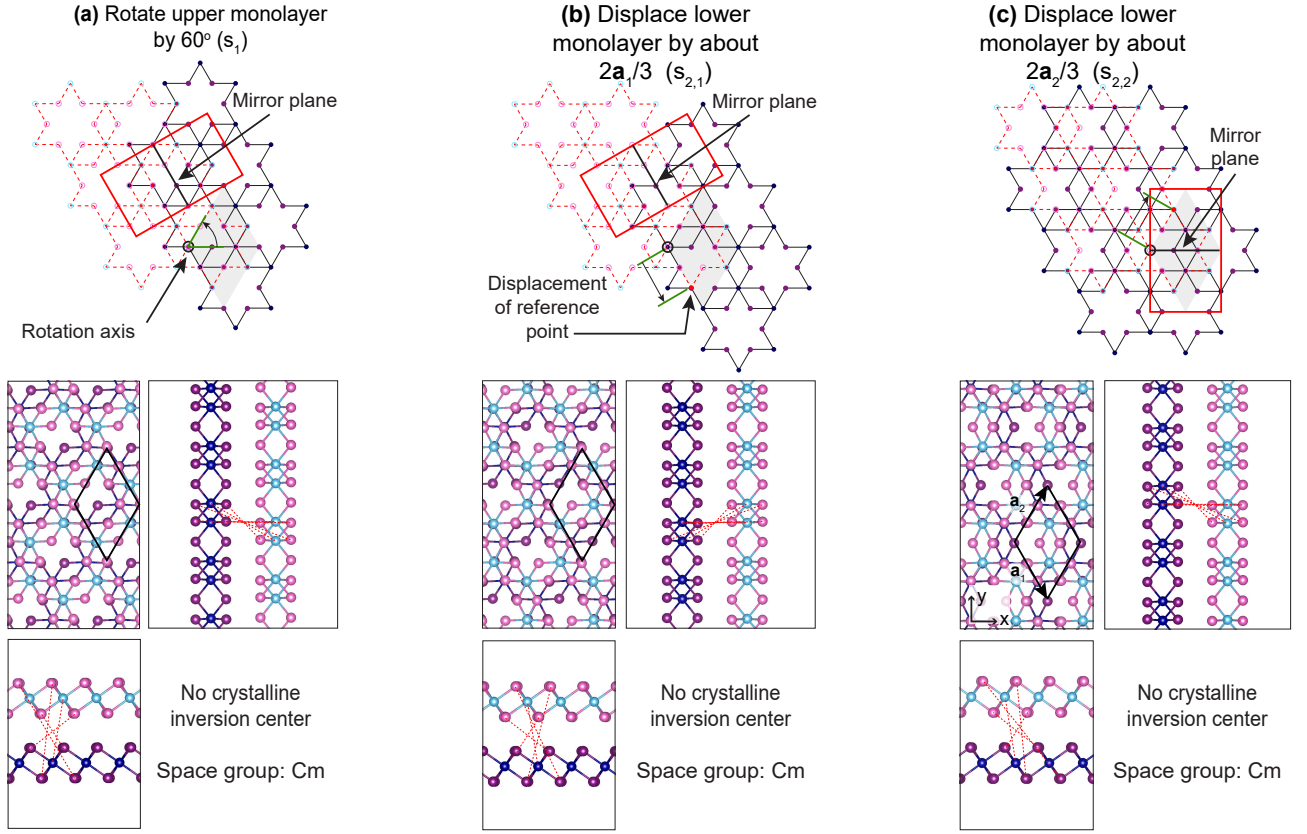 (a) Rotate upper monolayer
by 60° (s1)
Mirror plane
Rotation axis
(b) Displace lower
monolayer by about
2a1/3 (s2,1)
Mirror plane
Displacement
of reference
point
(c) Displace lower
monolayer by about
2a2/3 (s2,2)
Mirror
plane
a2
a1
y
x
No crystalline
inversion center
Space group: Cm
No crystalline
inversion center
Space group: Cm
No crystalline
inversion center
Space group: Cm